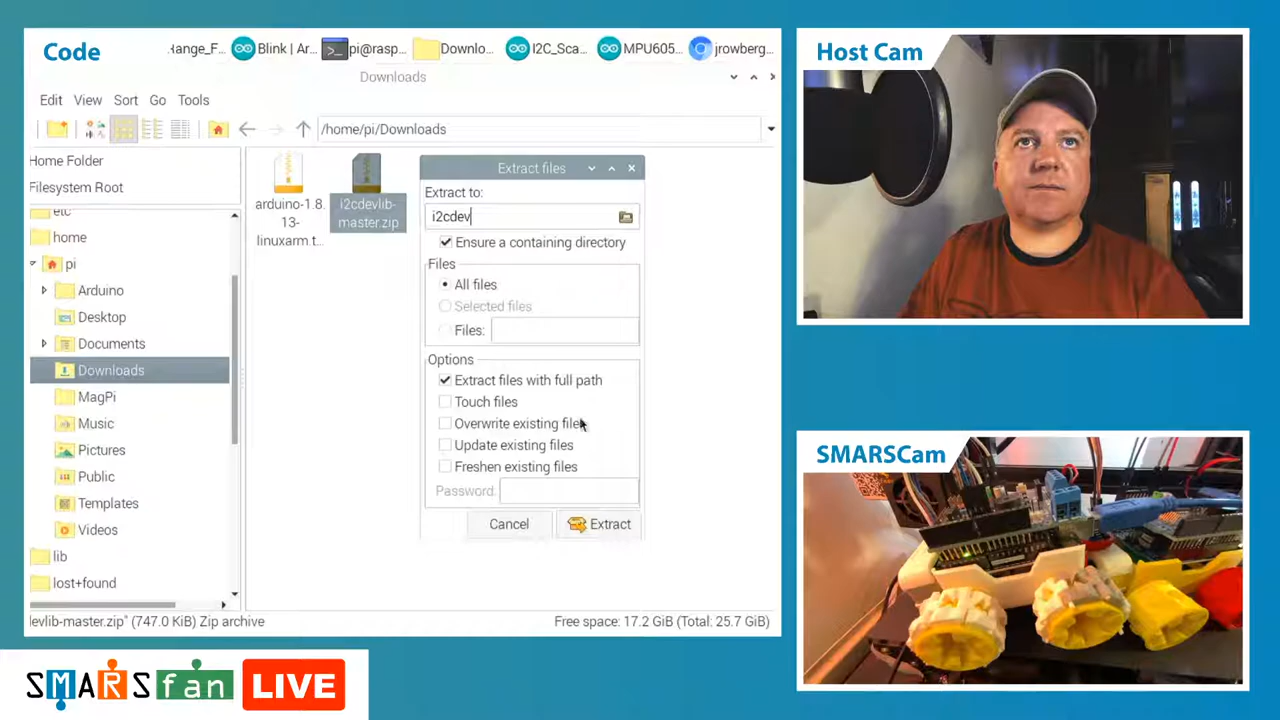 Code
Blink | Ar...
pi@rasp...
Downlo...
I2C_Sca...
MPU605...
jrowberg...
Host Cam
Downloads
Edit View Sort Go Tools
/home/pi/Downloads
Home Folder
Filesystem Root
etc
home
pi
Arduino
Desktop
Documents
Downloads
MagPi
Music
Pictures
Public
Templates
Videos
lib
lost+found
arduino-1.8.
13-
linuxarm.t...
i2cdevlib-
master.zip
Extract files
Extract to:
i2cdev
Ensure a containing directory
Files
All files
Selected files
Files:
Options
Extract files with full path
Touch files
Overwrite existing files
Update existing files
Freshen existing files
Password:
Cancel
Extract
devlib-master.zip" (747.0 KiB) Zip archive
Free space: 17.2 GiB (Total: 25.7 GiB)
SMARSCam
SMARSfan LIVE